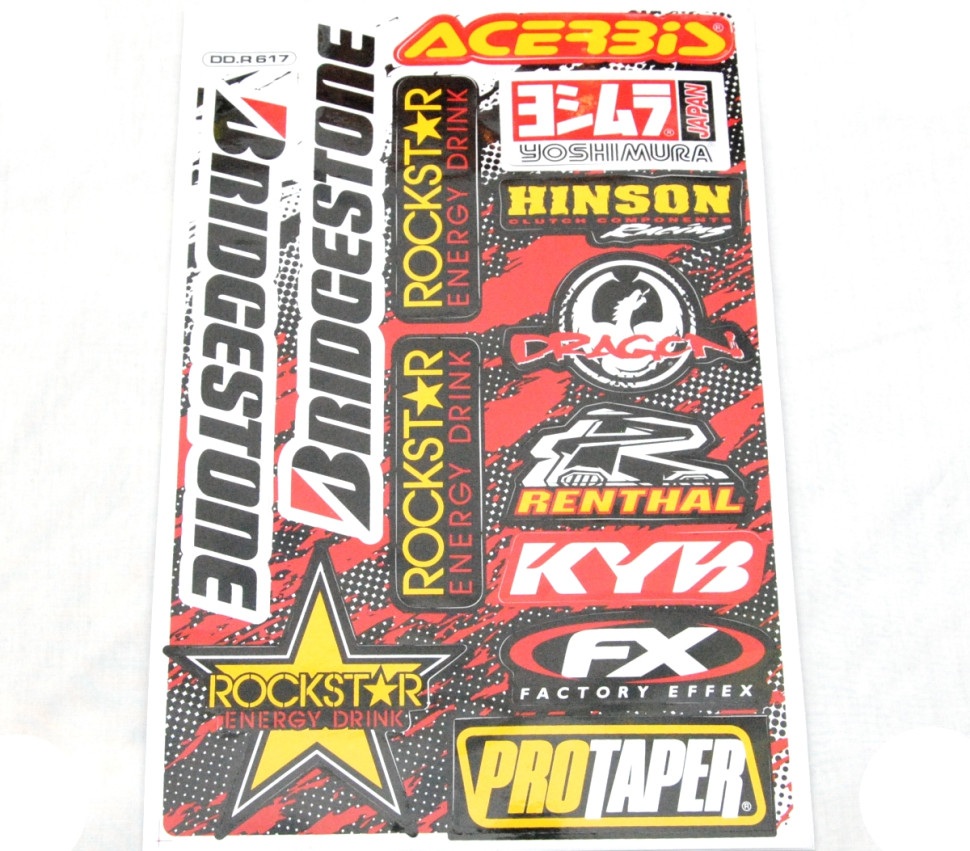 DD.R 617
BRIDGESTONE
BRIDGESTONE
ACERBIS®
ROCKSTAR
ENERGY DRINK
ROCKSTAR
ENERGY DRINK
ヨシムラ® JAPAN
YOSHIMURA
HINSON
CLUTCH COMPONENTS
Racing
DRAGON
R
RENTHAL
KYB
FX
FACTORY EFFEX
ROCKSTAR
ENERGY DRINK
PROTAPER®